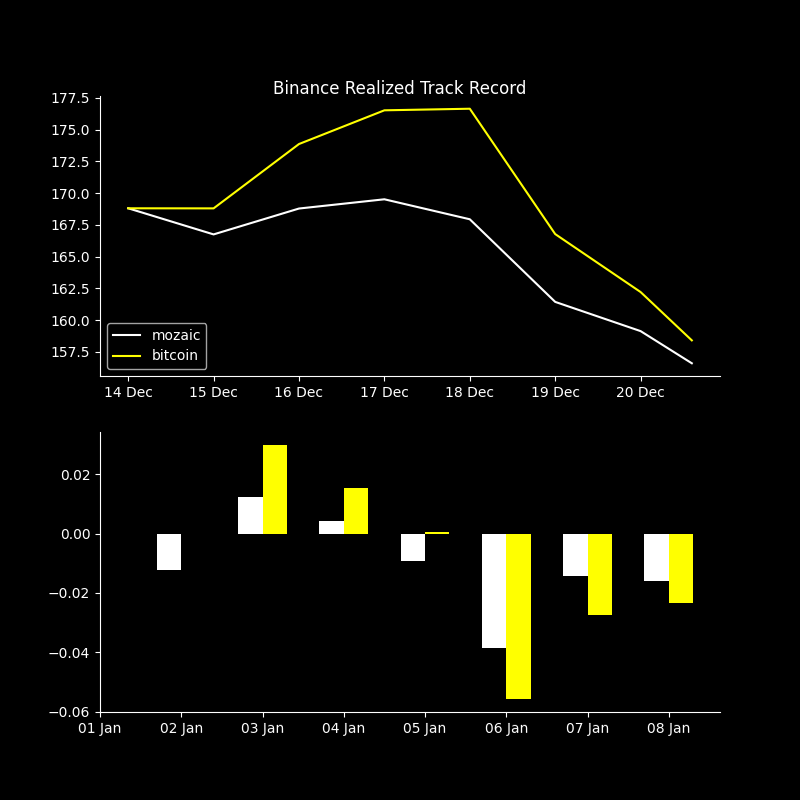 Binance Realized Track Record
177.5
175.0
172.5
170.0
167.5
165.0
162.5
160.0
157.5
mozaic
bitcoin
14 Dec 15 Dec 16 Dec 17 Dec 18 Dec 19 Dec 20 Dec
0.02
0.00
−0.02
−0.04
−0.06
01 Jan 02 Jan 03 Jan 04 Jan 05 Jan 06 Jan 07 Jan 08 Jan